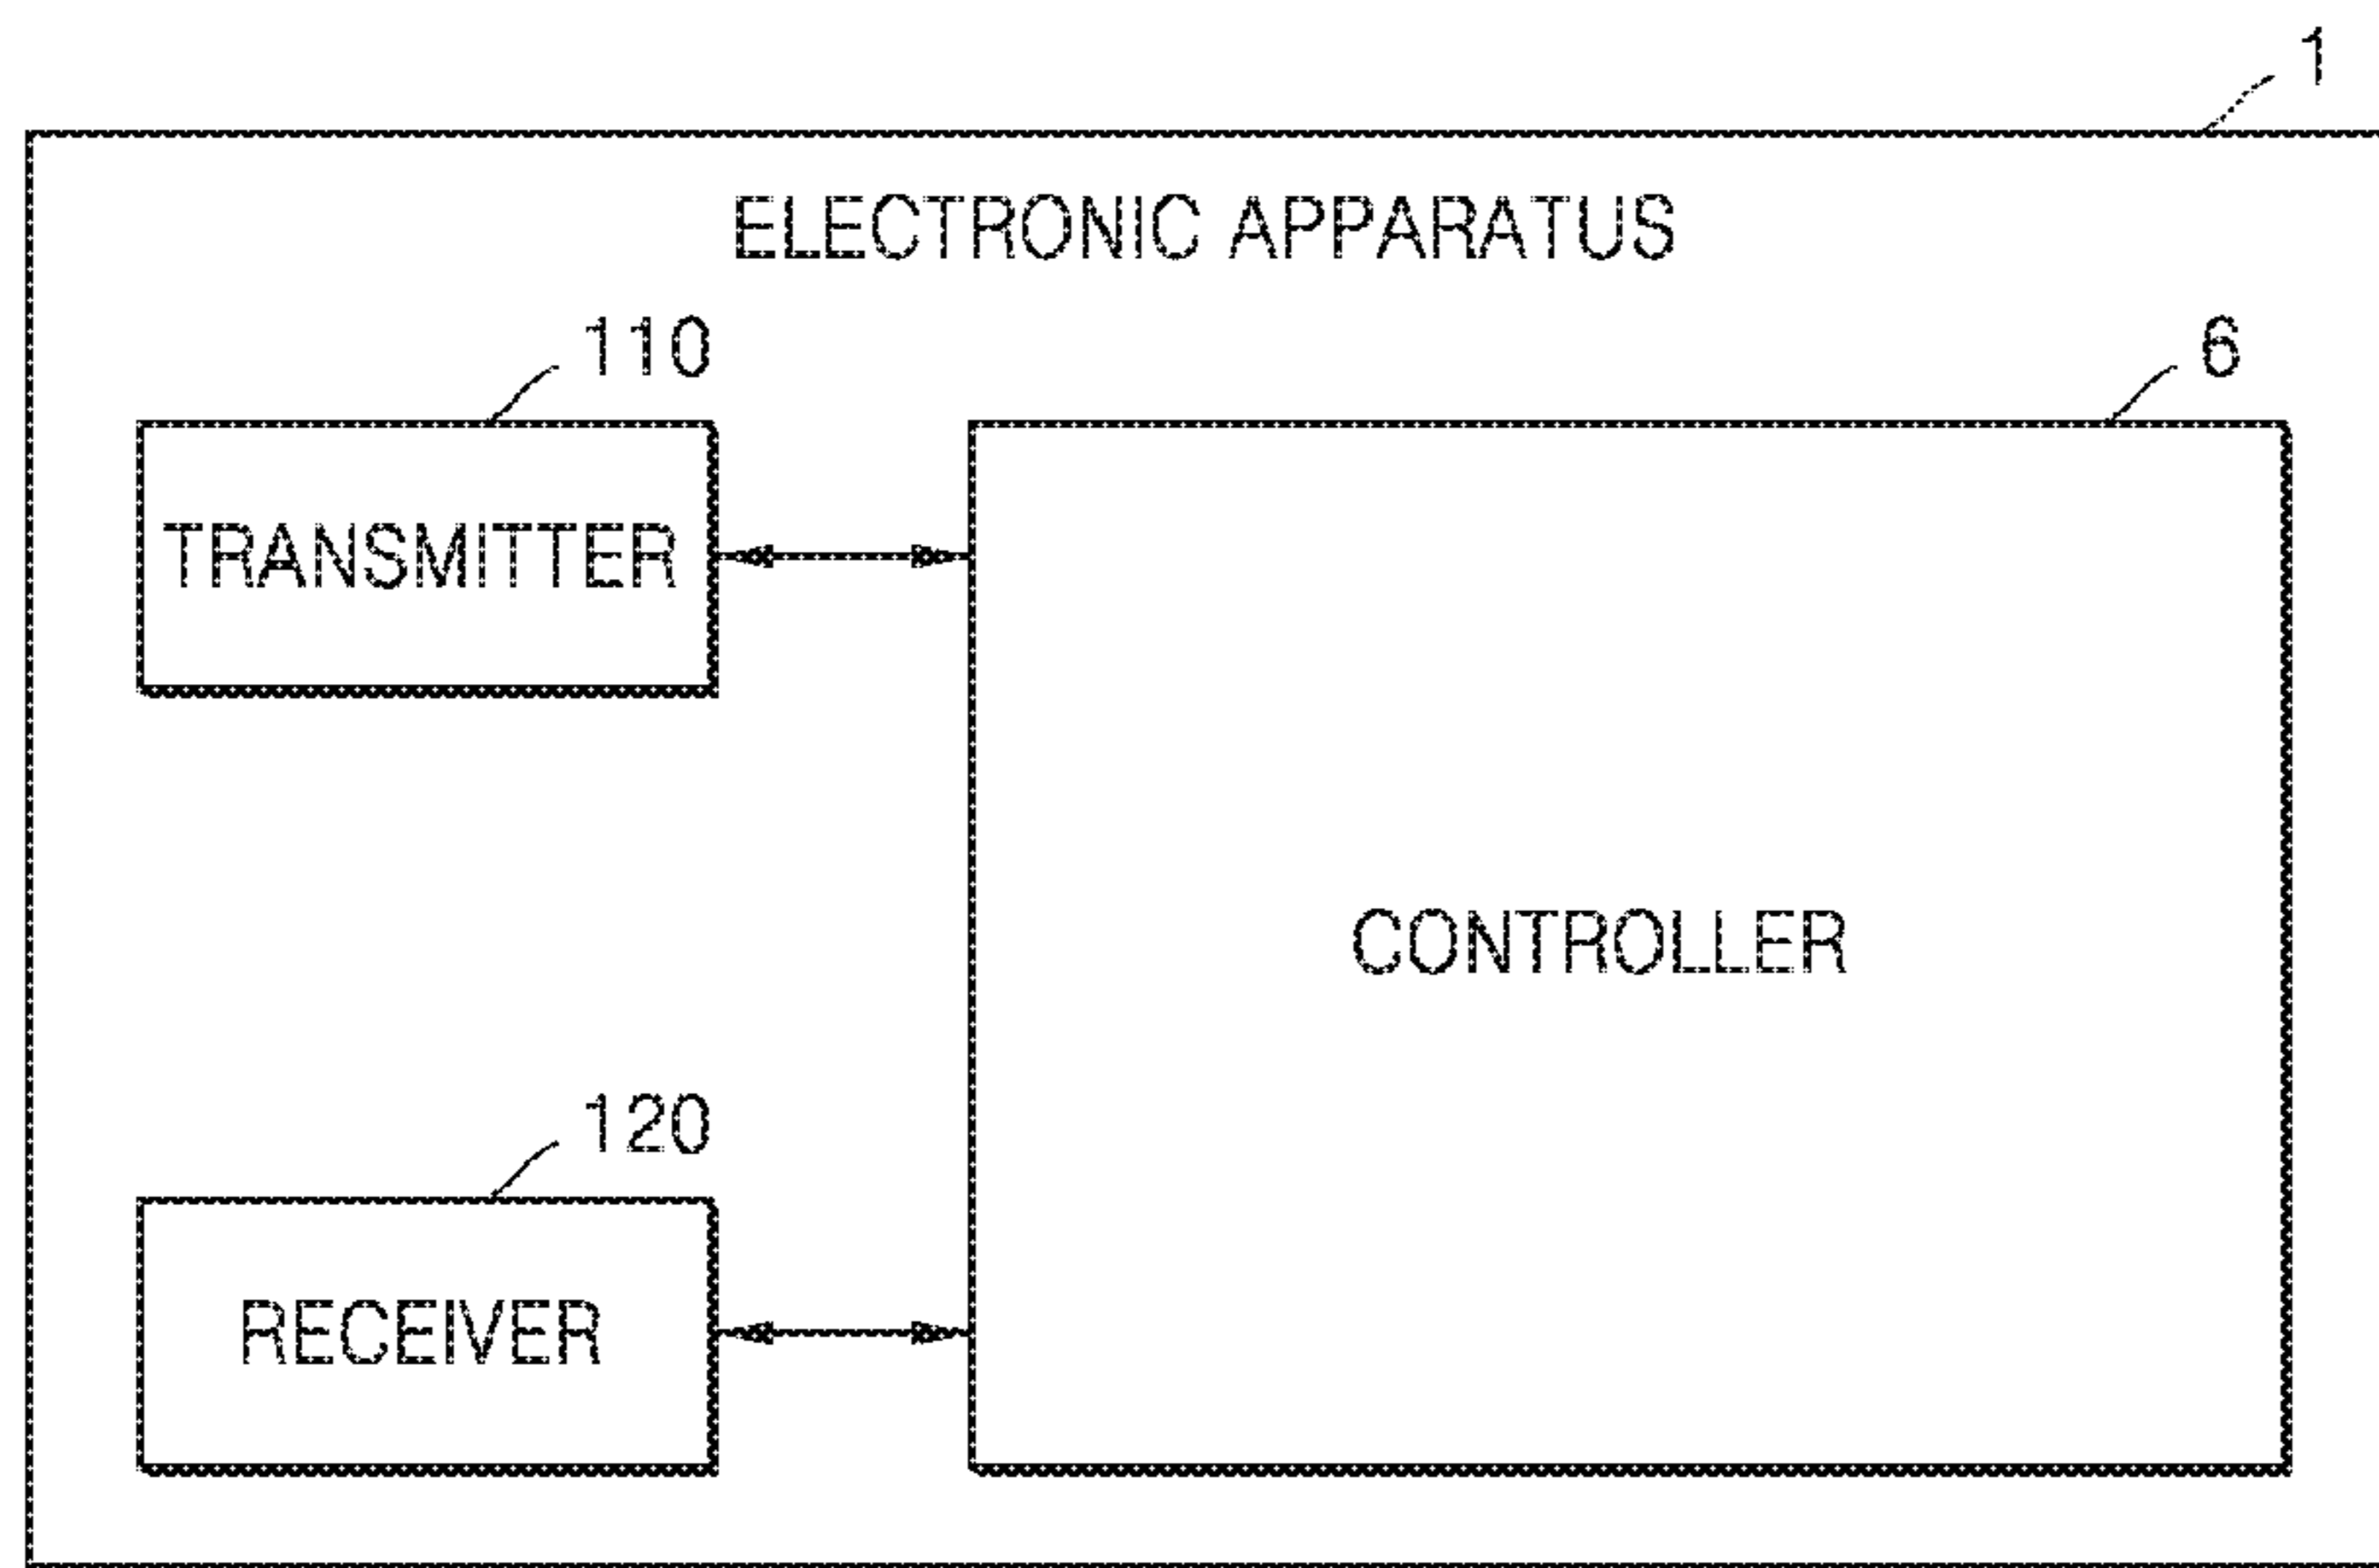 1
ELECTRONIC APPARATUS
110
6
TRANSMITTER
CONTROLLER
120
RECEIVER